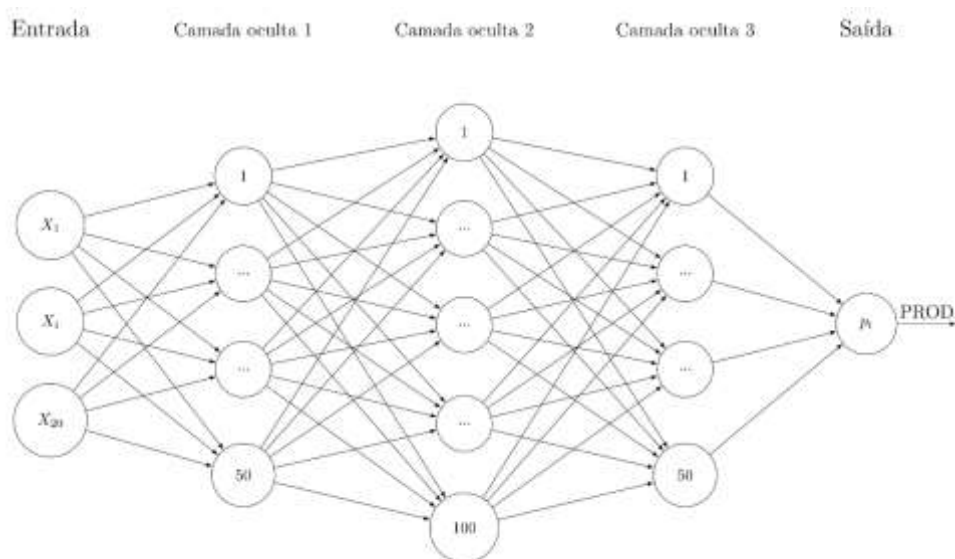 Entrada
Camada oculta 1
Camada oculta 2
Camada oculta 3
Saída
X₁
Xᵢ
X₂₀
1
...
...
50
1
...
...
...
100
1
...
...
50
PROD